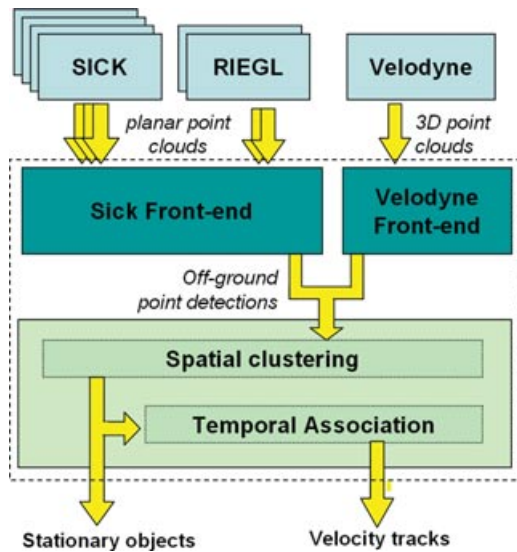 SICK
RIEGL
Velodyne
planar point
clouds
3D point
clouds
Sick Front-end
Velodyne
Front-end
Off-ground
point detections
Spatial clustering
Temporal Association
Stationary objects
Velocity tracks